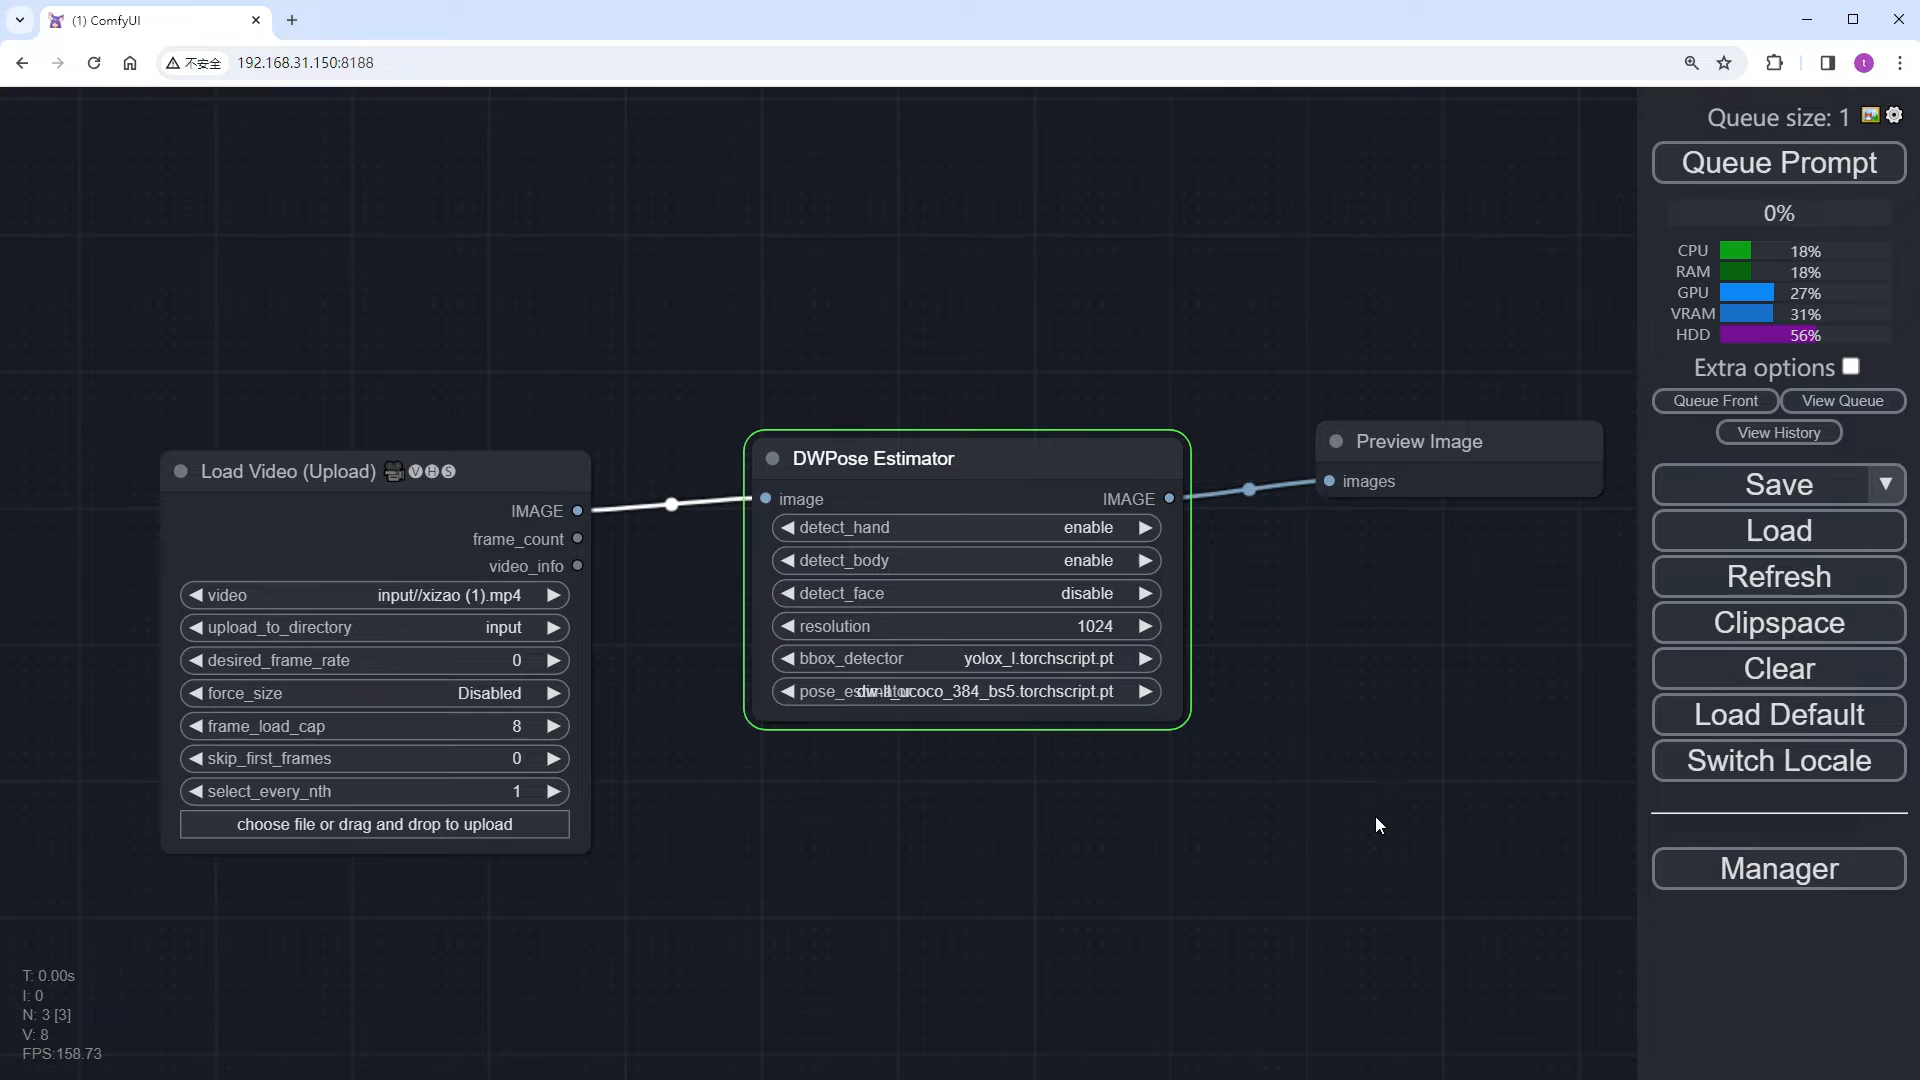 (1) ComfyUI
不安全 192.168.31.150:8188
t
Queue size: 1
Queue Prompt
0%
CPU 18%
RAM 18%
GPU 27%
VRAM 31%
HDD 56%
Extra options
Queue Front View Queue
View History
Save ▼
Load
Refresh
Clipspace
Clear
Load Default
Switch Locale
Manager
Load Video (Upload) 🎥🅥🅗🅢
IMAGE
frame_count
video_info
video input//xizao (1).mp4
upload_to_directory input
desired_frame_rate 0
force_size Disabled
frame_load_cap 8
skip_first_frames 0
select_every_nth 1
choose file or drag and drop to upload
DWPose Estimator
image IMAGE
detect_hand enable
detect_body enable
detect_face disable
resolution 1024
bbox_detector yolox_l.torchscript.pt
ucoco_384_bs5.torchscript.pt
Preview Image
images
T: 0.00s
I: 0
N: 3 [3]
V: 8
FPS:158.73